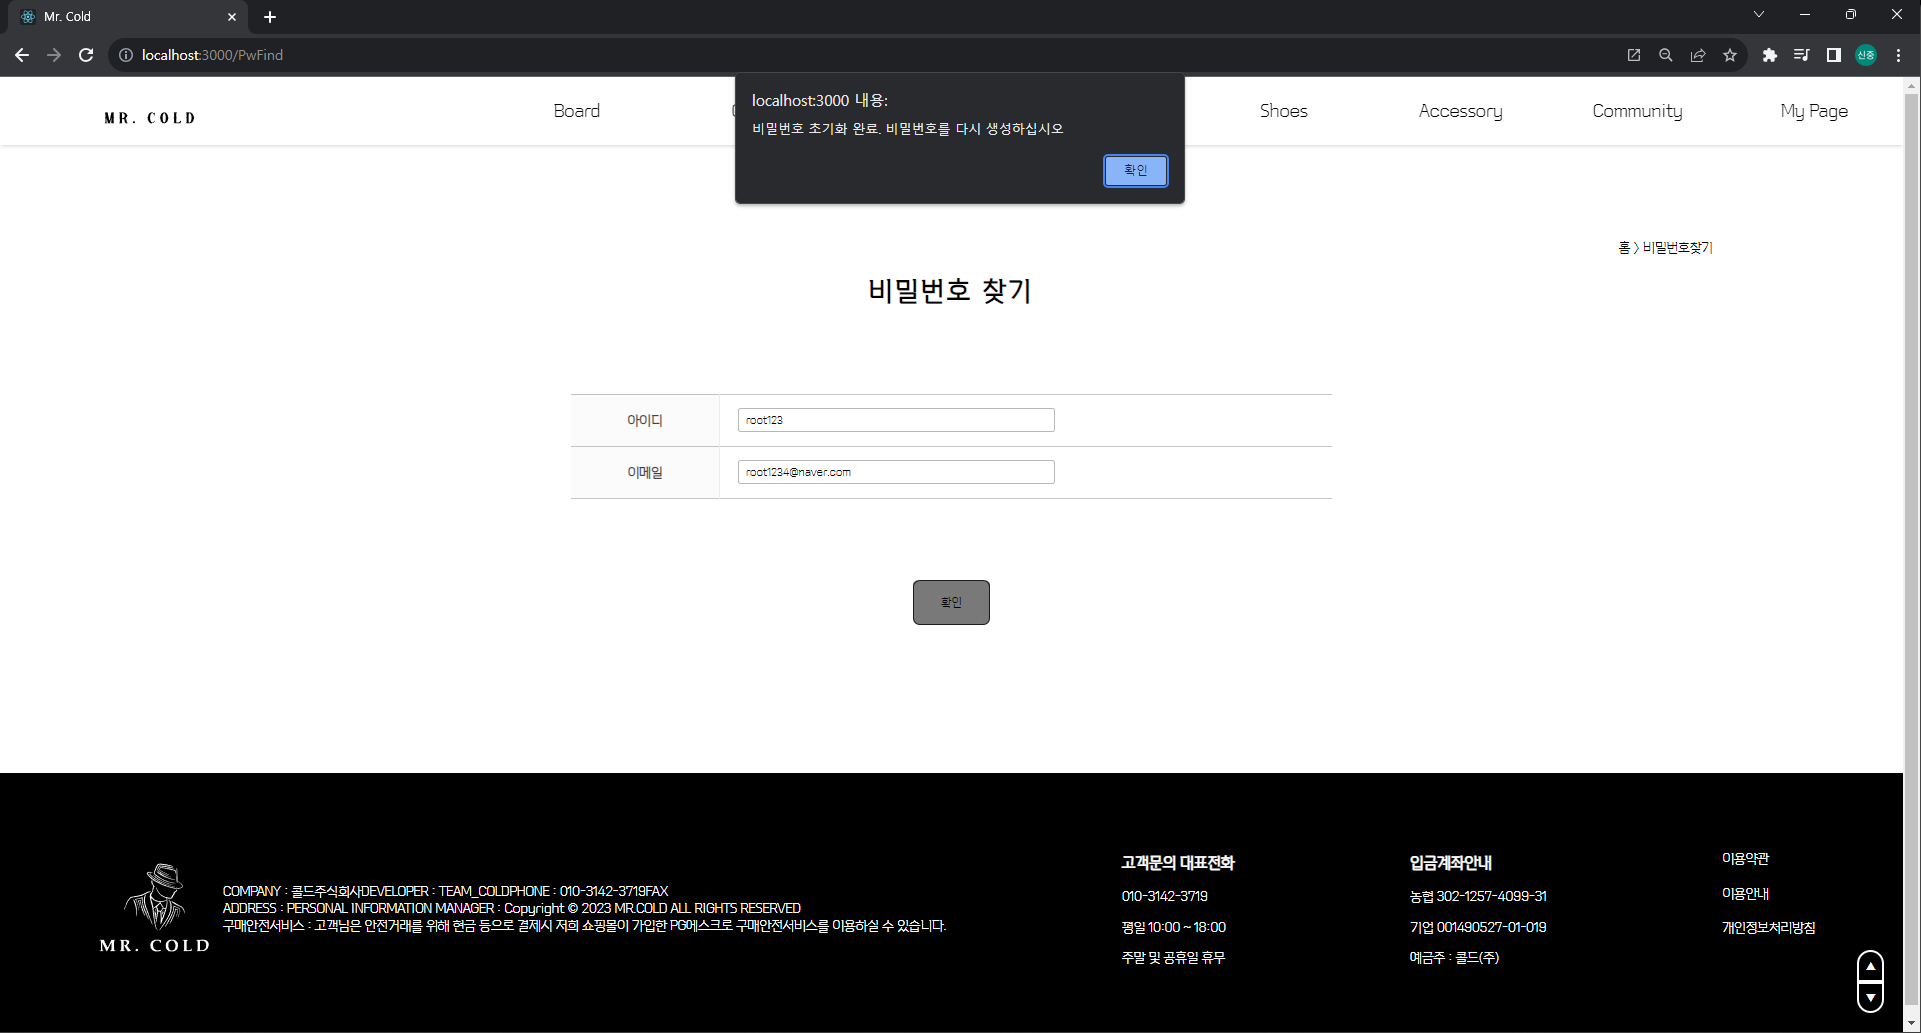 Mr. Cold
localhost:3000/PwFind
신중
MR. COLD
Board
Shoes
Accessory
Community
My Page
localhost:3000 내용:
비밀번호 초기화 완료. 비밀번호를 다시 생성하십시오
확인
홈 > 비밀번호찾기
비밀번호 찾기
아이디
root123
이메일
root1234@naver.com
확인
MR. COLD
COMPANY : 콜드주식회사DEVELOPER : TEAM_COLDPHONE : 010-3142-3719FAX
ADDRESS : PERSONAL INFORMATION MANAGER : Copyright © 2023 MR.COLD ALL RIGHTS RESERVED
구매안전서비스 : 고객님은 안전거래를 위해 현금 등으로 결제시 저희 쇼핑몰이 가입한 PG에스크로 구매안전서비스를 이용하실 수 있습니다.
고객문의 대표전화
010-3142-3719
평일 10:00 ~ 18:00
주말 및 공휴일 휴무
입금계좌안내
농협 302-1257-4099-31
기업 001490527-01-019
예금주 : 콜드(주)
이용약관
이용안내
개인정보처리방침